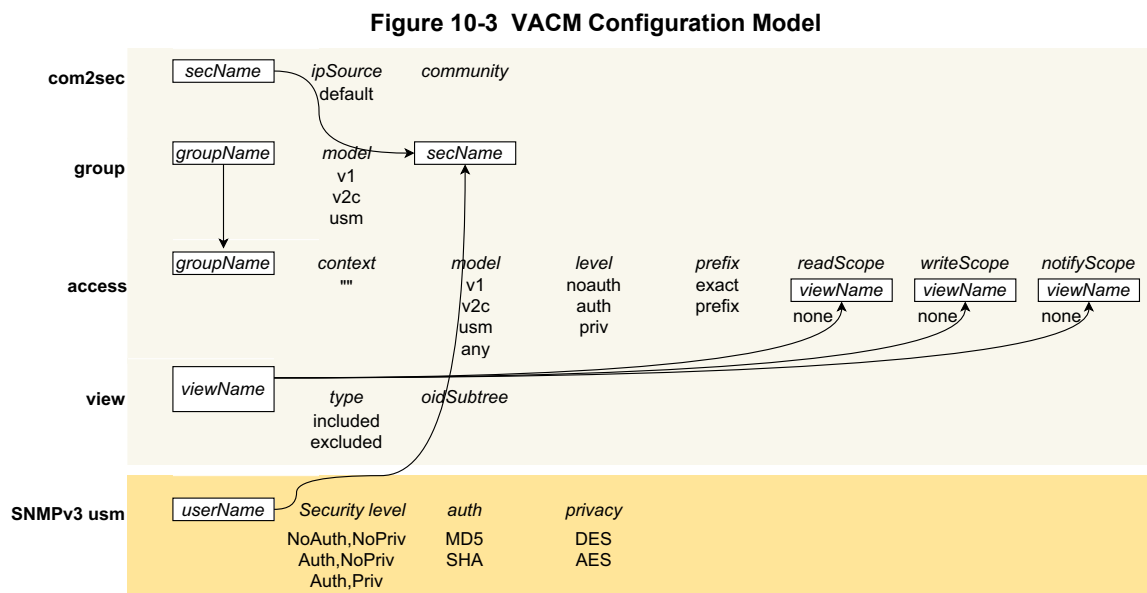 Figure 10-3 VACM Configuration Model
com2sec secName ipSource community
default
group groupName model secName
v1
v2c
usm
access groupName context model level prefix readScope writeScope notifyScope
"" v1 noauth exact viewName viewName viewName
v2c auth prefix none none none
usm priv
any
view viewName type oidSubtree
included
excluded
SNMPv3 usm userName Security level auth privacy
NoAuth,NoPriv MD5 DES
Auth,NoPriv SHA AES
Auth,Priv